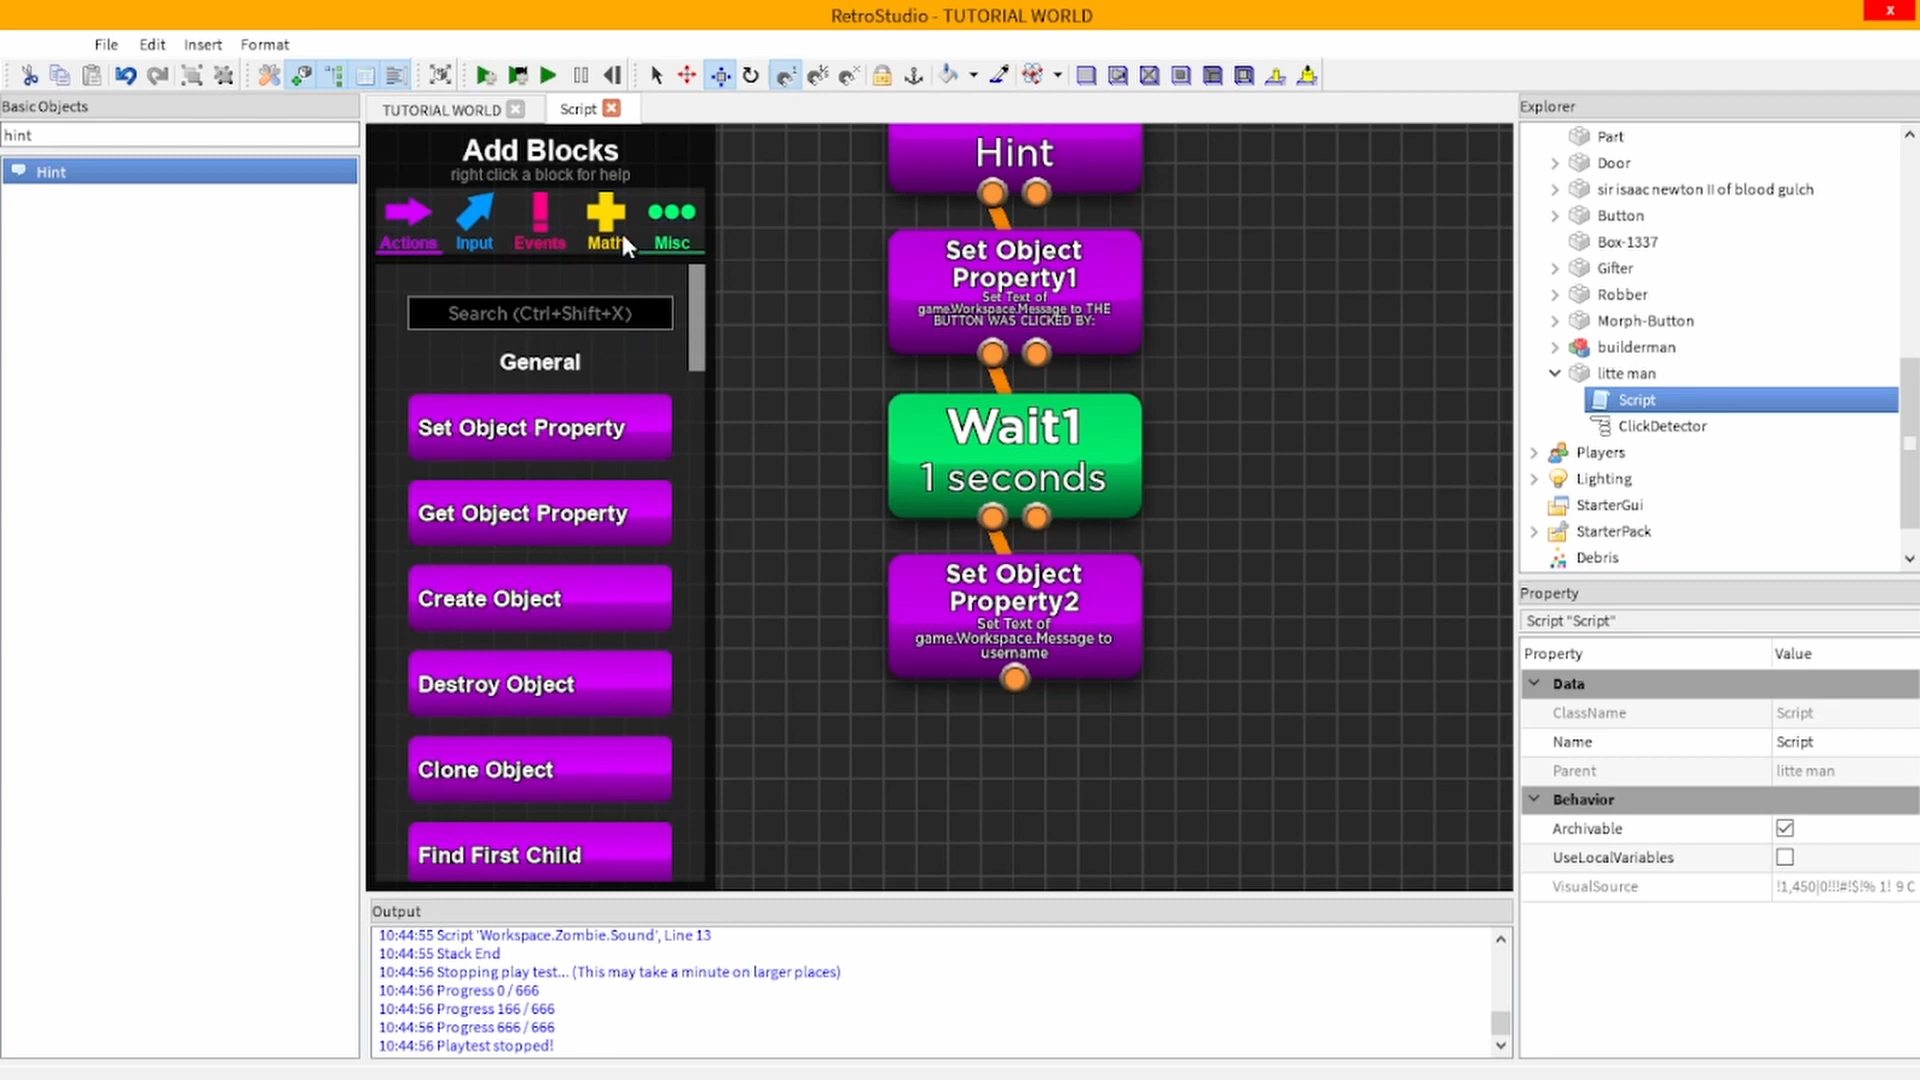 RetroStudio - TUTORIAL WORLD
x
File Edit Insert Format
Basic Objects
hint
Hint
TUTORIAL WORLD
Script
Add Blocks
right click a block for help
Actions Input Events Math Misc
Search (Ctrl+Shift+X)
General
Set Object Property
Get Object Property
Create Object
Destroy Object
Clone Object
Find First Child
Hint
Set Object
Property1
Set Text of
game.Workspace.Message to THE
BUTTON WAS CLICKED BY:
Wait1
1 seconds
Set Object
Property2
Set Text of
game.Workspace.Message to
username
Output
10:44:55 Script 'Workspace.Zombie.Sound', Line 13
10:44:55 Stack End
10:44:56 Stopping play test... (This may take a minute on larger places)
10:44:56 Progress 0 / 666
10:44:56 Progress 166 / 666
10:44:56 Progress 666 / 666
10:44:56 Playtest stopped!
Explorer
Part
Door
sir isaac newton II of blood gulch
Button
Box-1337
Gifter
Robber
Morph-Button
builderman
litte man
Script
ClickDetector
Players
Lighting
StarterGui
StarterPack
Debris
Property
Script "Script"
Property Value
Data
ClassName Script
Name Script
Parent litte man
Behavior
Archivable
UseLocalVariables
VisualSource !1,450|0!!!#!$!% 1! 9 C